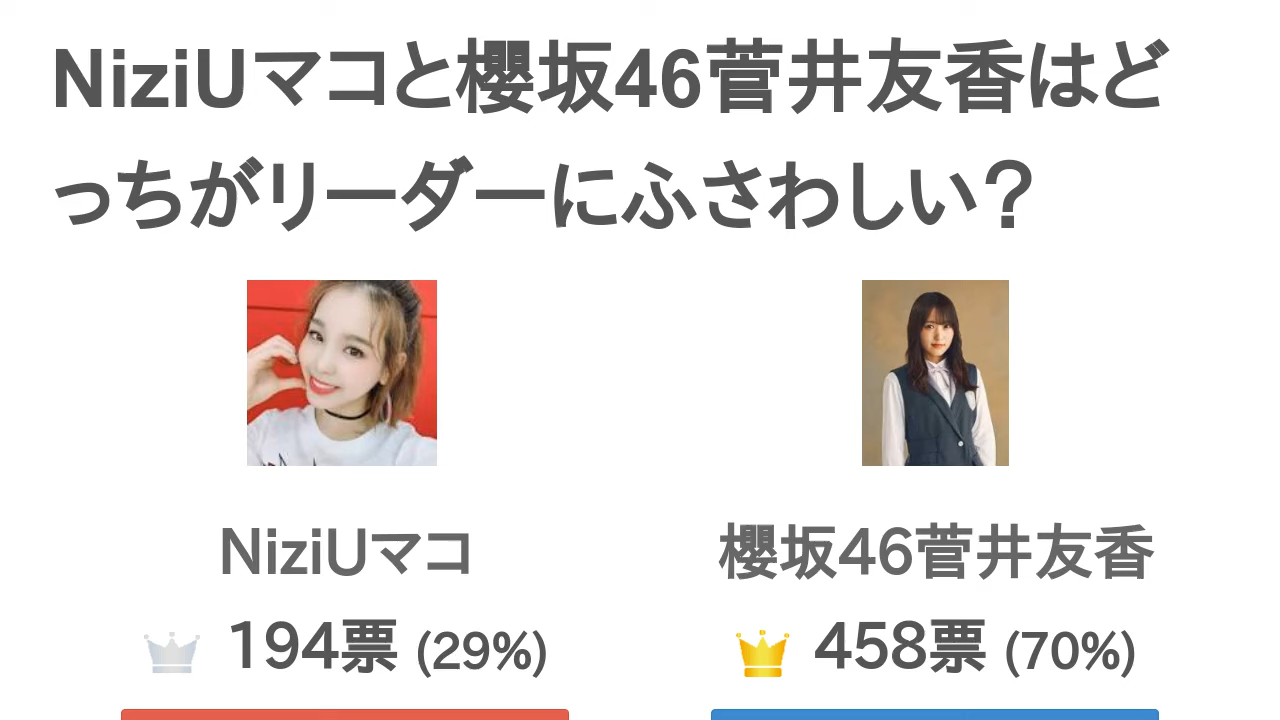 NiziUマコと櫻坂46菅井友香はど
っちがリーダーにふさわしい？
NiziUマコ
櫻坂46菅井友香
194票 (29%)
458票 (70%)